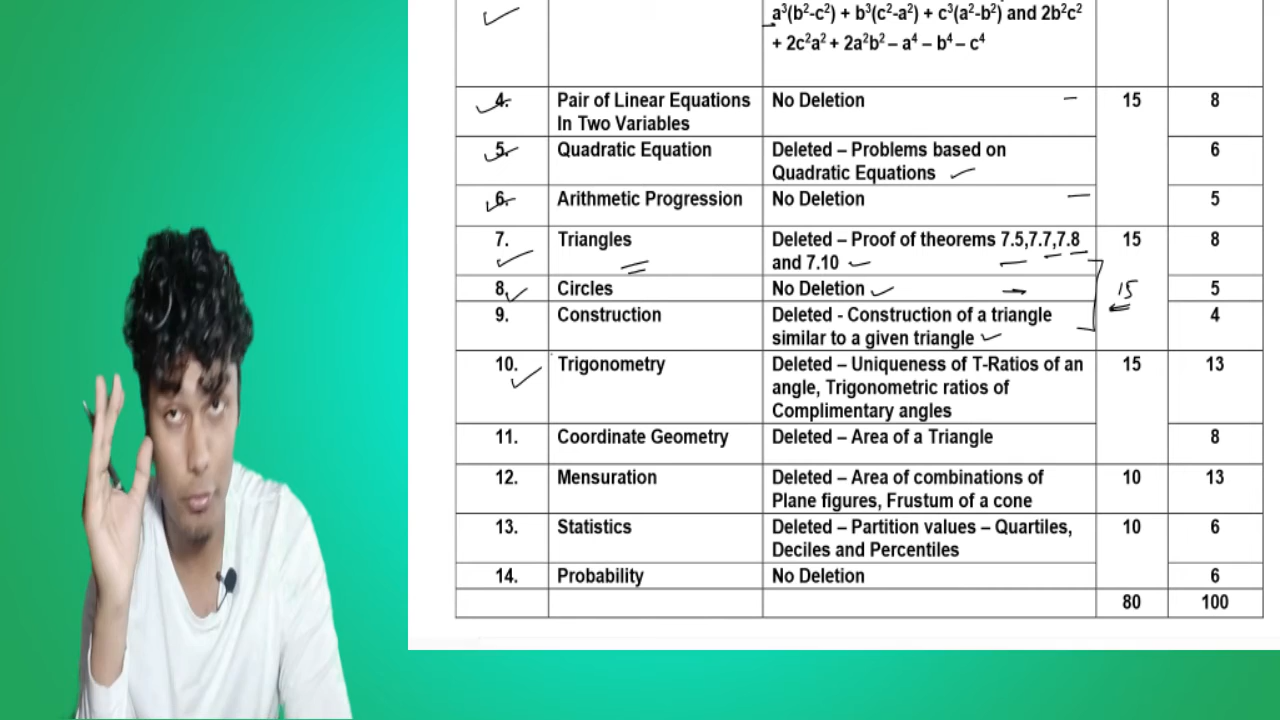 a³(b²-c²) + b³(c²-a²) + c³(a²-b²) and 2b²c²
+ 2c²a² + 2a²b² – a⁴ – b⁴ – c⁴
4. Pair of Linear Equations No Deletion 15 8
In Two Variables
5. Quadratic Equation Deleted – Problems based on 6
Quadratic Equations
6. Arithmetic Progression No Deletion 5
7. Triangles Deleted – Proof of theorems 7.5,7.7,7.8 15 8
and 7.10
8. Circles No Deletion 15 5
9. Construction Deleted - Construction of a triangle 4
similar to a given triangle
10. Trigonometry Deleted – Uniqueness of T-Ratios of an 15 13
angle, Trigonometric ratios of
Complimentary angles
11. Coordinate Geometry Deleted – Area of a Triangle 8
12. Mensuration Deleted – Area of combinations of 10 13
Plane figures, Frustum of a cone
13. Statistics Deleted – Partition values – Quartiles, 10 6
Deciles and Percentiles
14. Probability No Deletion 6
80 100